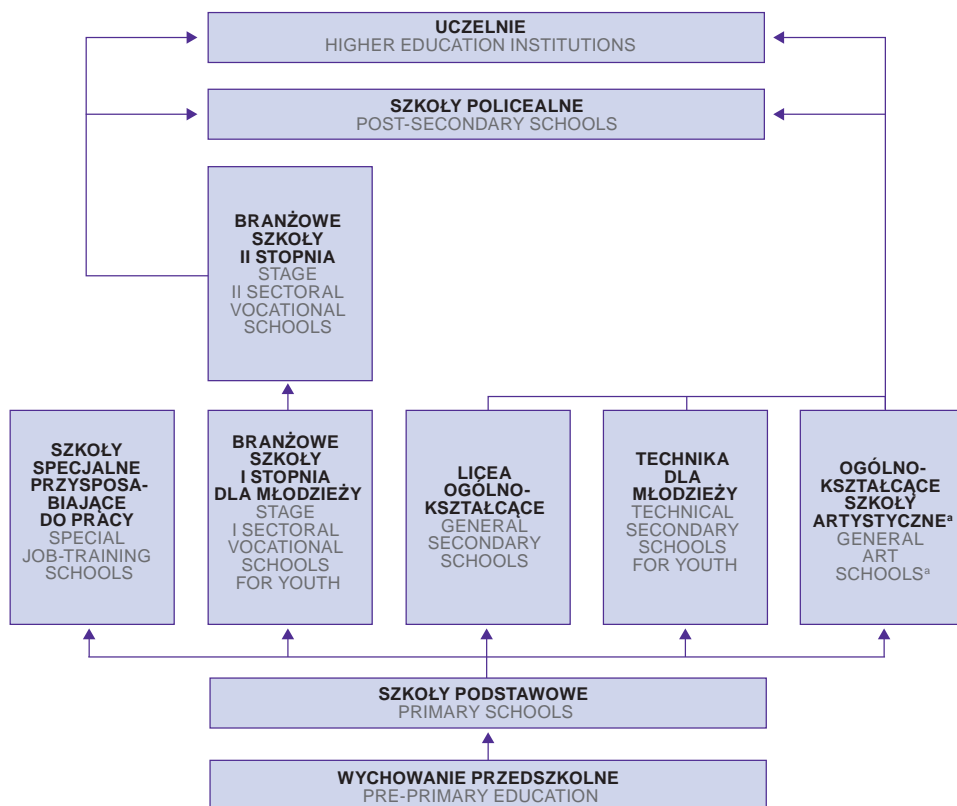 UCZELNIE
HIGHER EDUCATION INSTITUTIONS
SZKOŁY POLICEALNE
POST-SECONDARY SCHOOLS
BRANŻOWE
SZKOŁY
II STOPNIA
STAGE
II SECTORAL
VOCATIONAL
SCHOOLS
SZKOŁY
SPECJALNE
PRZYSPOSA-
BIAJĄCE
DO PRACY
SPECIAL
JOB-TRAINING
SCHOOLS
BRANŻOWE
SZKOŁY
I STOPNIA
DLA MŁODZIEŻY
STAGE
I SECTORAL
VOCATIONAL
SCHOOLS
FOR YOUTH
LICEA
OGÓLNO-
KSZTAŁCĄCE
GENERAL
SECONDARY
SCHOOLS
TECHNIKA
DLA
MŁODZIEŻY
TECHNICAL
SECONDARY
SCHOOLS
FOR YOUTH
OGÓLNO-
KSZTAŁCĄCE
SZKOŁY
ARTYSTYCZNEª
GENERAL
ART
SCHOOLSª
SZKOŁY PODSTAWOWE
PRIMARY SCHOOLS
WYCHOWANIE PRZEDSZKOLNE
PRE-PRIMARY EDUCATION